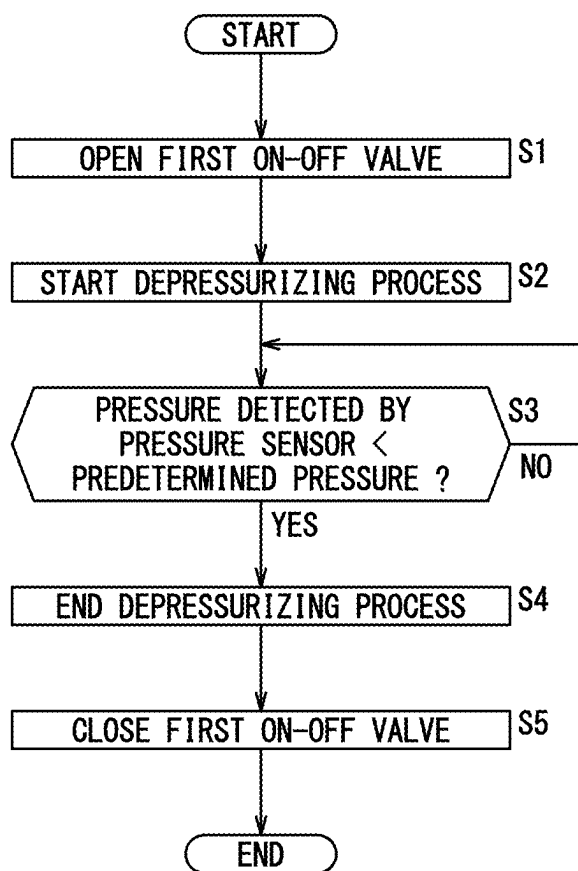 START
OPEN FIRST ON-OFF VALVE
S1
START DEPRESSURIZING PROCESS
S2
PRESSURE DETECTED BY
PRESSURE SENSOR <
PREDETERMINED PRESSURE ?
S3
NO
YES
END DEPRESSURIZING PROCESS
S4
CLOSE FIRST ON-OFF VALVE
S5
END